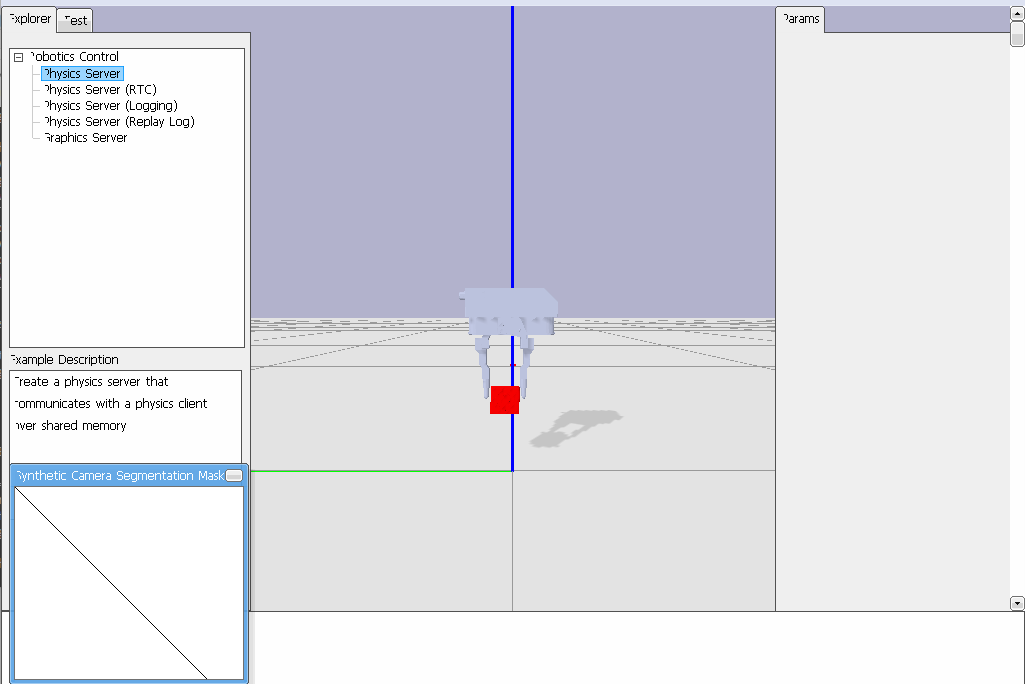 Explorer
Test
Params
Robotics Control
Physics Server
Physics Server (RTC)
Physics Server (Logging)
Physics Server (Replay Log)
Graphics Server
Example Description
Create a physics server that
communicates with a physics client
over shared memory
Synthetic Camera Segmentation Mask